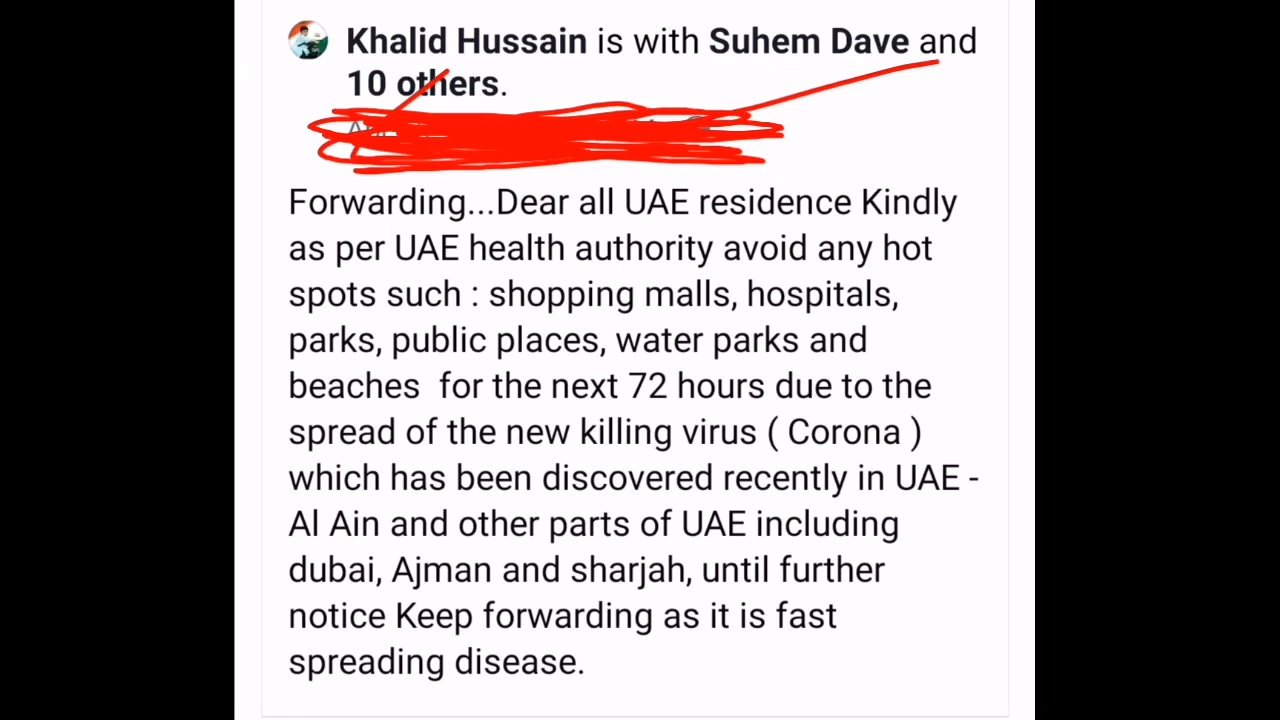 Khalid Hussain is with Suhem Dave and
10 others.
Forwarding...Dear all UAE residence Kindly
as per UAE health authority avoid any hot
spots such : shopping malls, hospitals,
parks, public places, water parks and
beaches  for the next 72 hours due to the
spread of the new killing virus ( Corona )
which has been discovered recently in UAE -
Al Ain and other parts of UAE including
dubai, Ajman and sharjah, until further
notice Keep forwarding as it is fast
spreading disease.